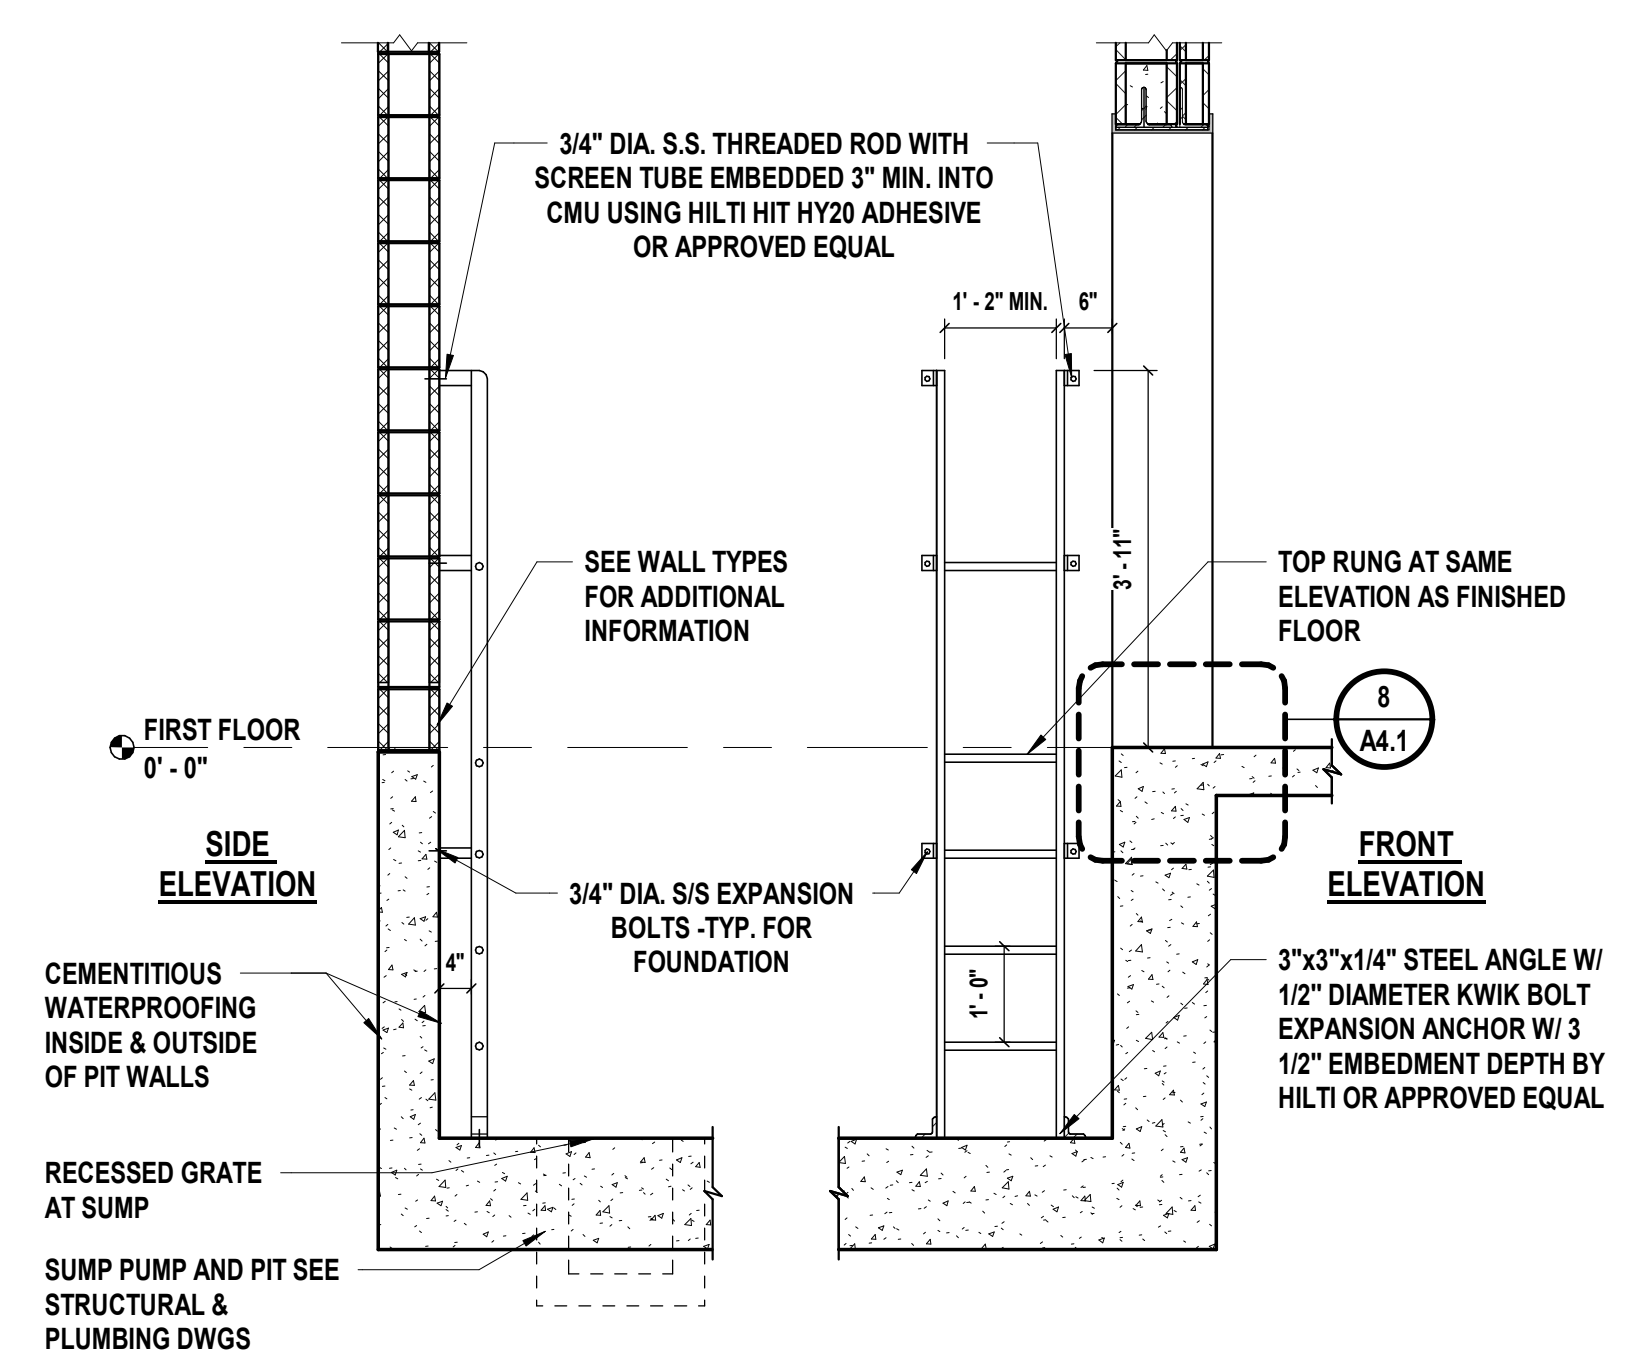 3/4" DIA. S.S. THREADED ROD WITH
SCREEN TUBE EMBEDDED 3" MIN. INTO
CMU USING HILTI HIT HY20 ADHESIVE
OR APPROVED EQUAL
1' - 2" MIN.
6"
3' - 11"
SEE WALL TYPES
FOR ADDITIONAL
INFORMATION
TOP RUNG AT SAME
ELEVATION AS FINISHED
FLOOR
8
A4.1
FIRST FLOOR
0' - 0"
SIDE
ELEVATION
FRONT
ELEVATION
3/4" DIA. S/S EXPANSION
BOLTS -TYP. FOR
FOUNDATION
4"
1' - 0"
CEMENTITIOUS
WATERPROOFING
INSIDE & OUTSIDE
OF PIT WALLS
3"x3"x1/4" STEEL ANGLE W/
1/2" DIAMETER KWIK BOLT
EXPANSION ANCHOR W/ 3
1/2" EMBEDMENT DEPTH BY
HILTI OR APPROVED EQUAL
RECESSED GRATE
AT SUMP
SUMP PUMP AND PIT SEE
STRUCTURAL &
PLUMBING DWGS